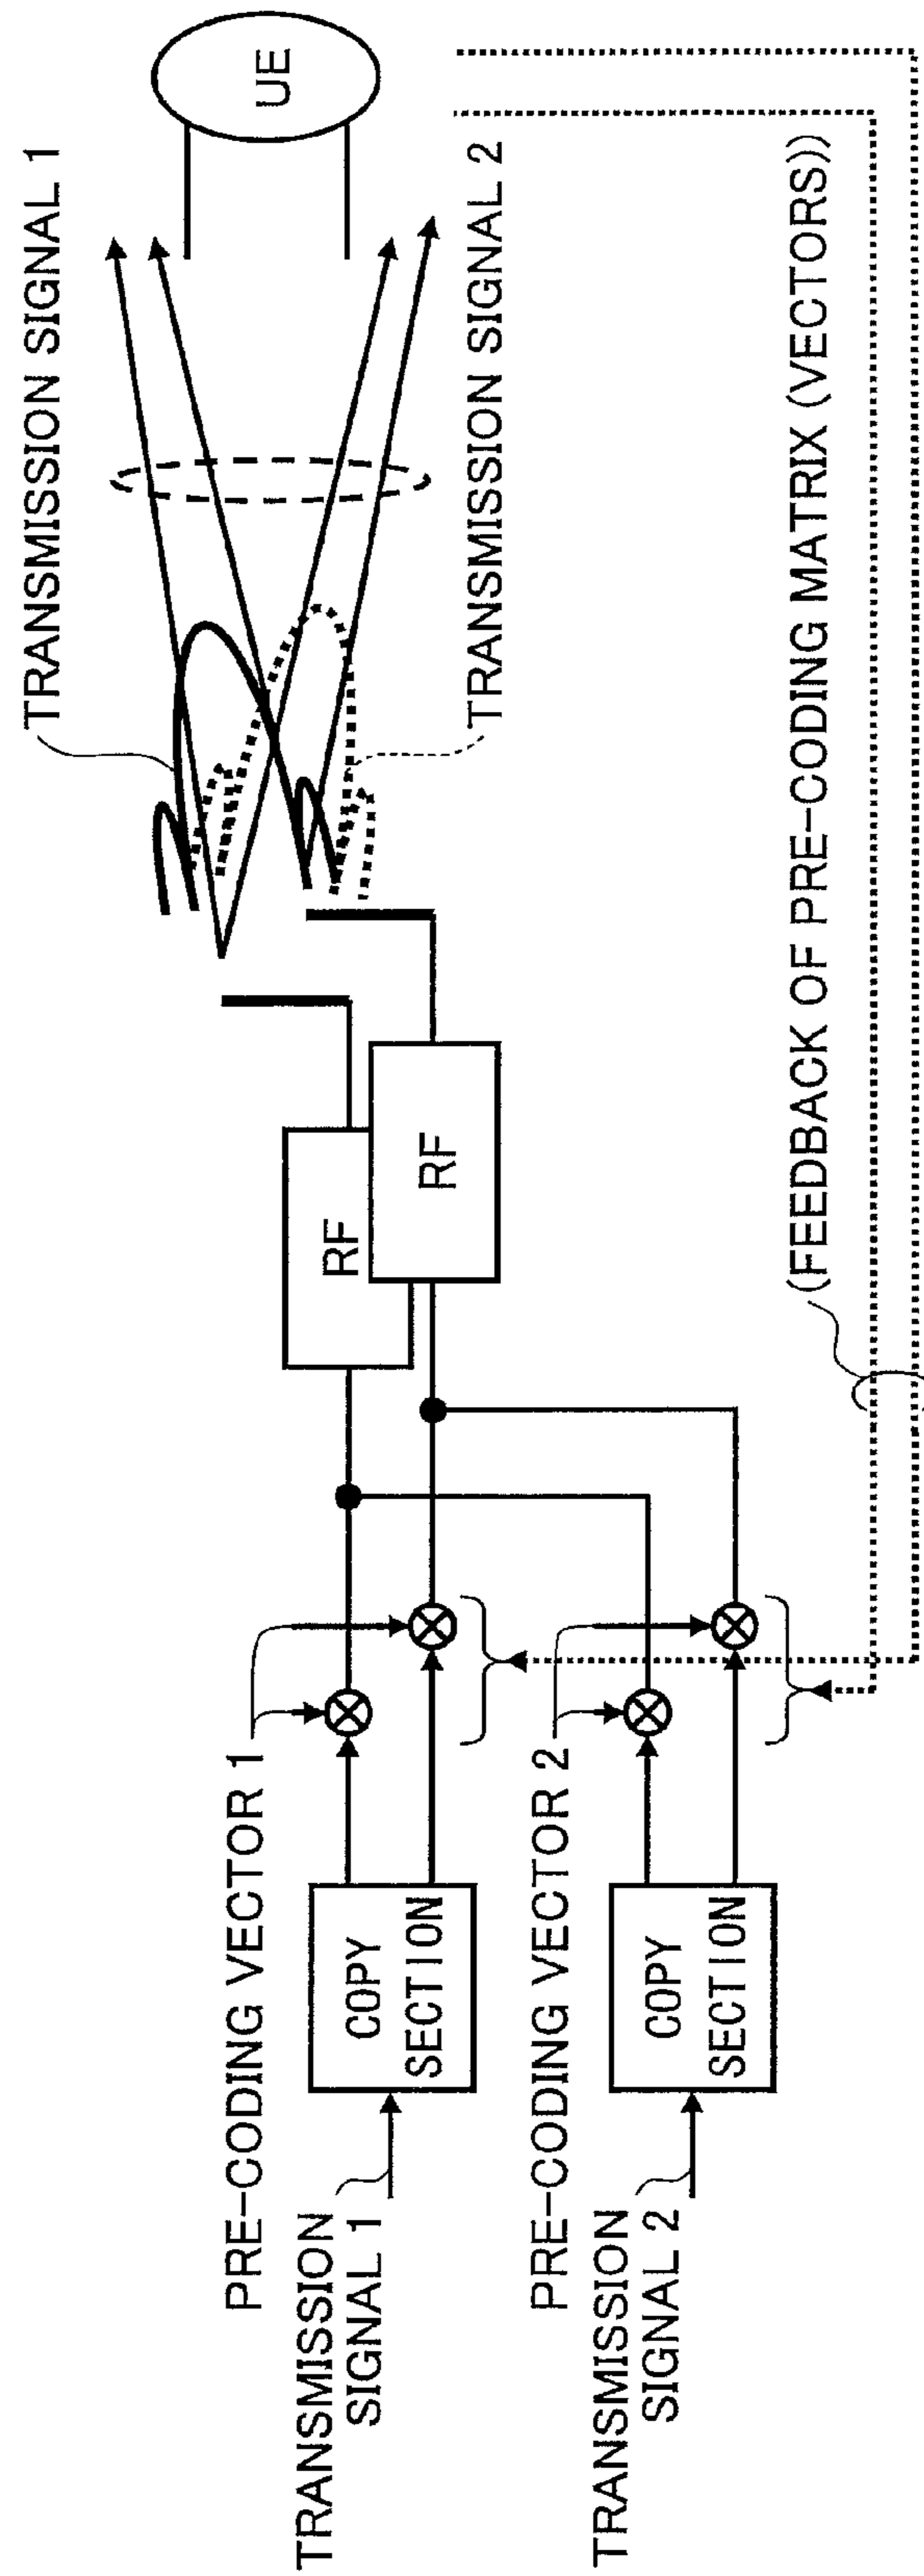 TRANSMISSION
SIGNAL 1
PRE-CODING VECTOR 1
COPY
SECTION
TRANSMISSION
SIGNAL 2
PRE-CODING VECTOR 2
COPY
SECTION
RF
RF
TRANSMISSION SIGNAL 1
TRANSMISSION SIGNAL 2
UE
(FEEDBACK OF PRE-CODING MATRIX (VECTORS))